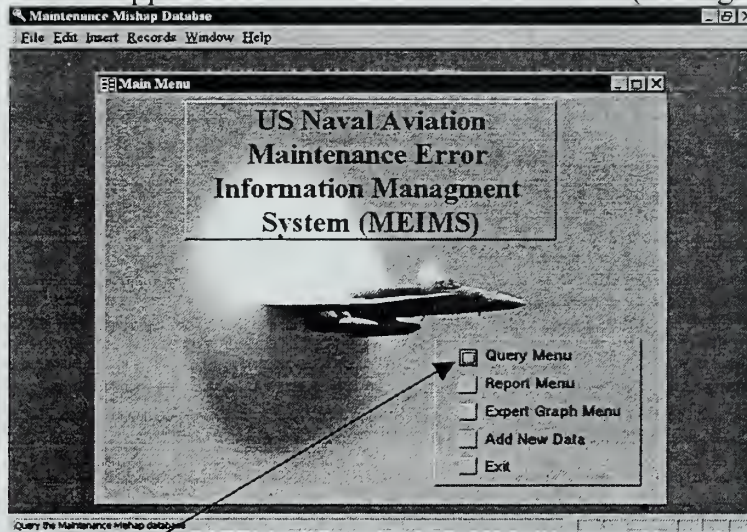 Maintenance Mishap Databse
File Edit Insert Records Window Help
Main Menu
US Naval Aviation
Maintenance Error
Information Managment
System (MEIMS)
Query Menu
Report Menu
Expert Graph Menu
Add New Data
Exit
Query the Maintenance Mishap database